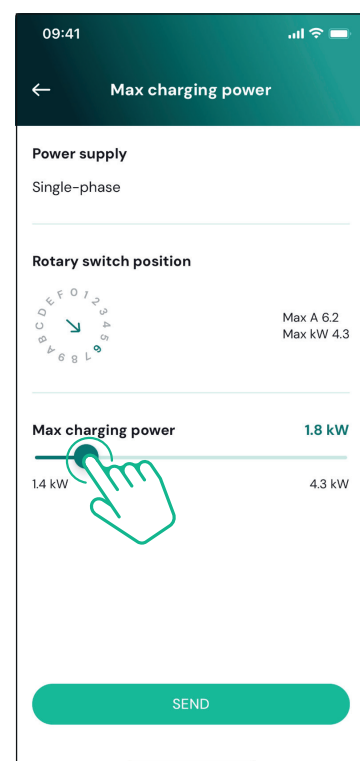 09:41
Max charging power
Power supply
Single-phase
Rotary switch position
F 0 1 2 3 4 5 6 7 8 9 A B C D E
Max A 6.2
Max kW 4.3
Max charging power 1.8 kW
1.4 kW 4.3 kW
SEND